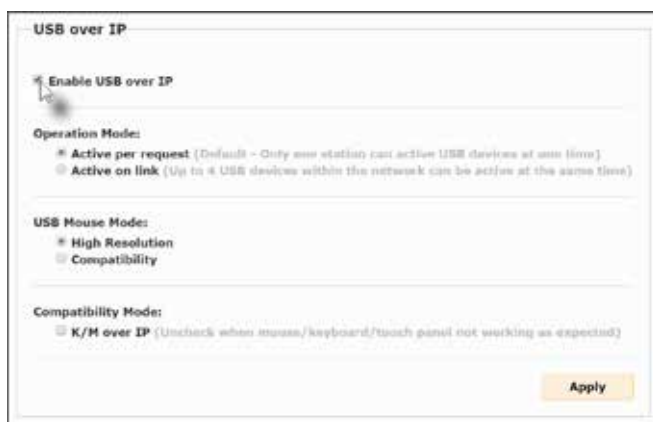 USB over IP
Enable USB over IP
Operation Mode:
Active per request (Default - Only one station can active USB devices at one time)
Active on link (Up to 4 USB devices within the network can be active at the same time)
USB Mouse Mode:
High Resolution
Compatibility
Compatibility Mode:
K/M over IP (Uncheck when mouse/keyboard/touch panel not working as expected)
Apply